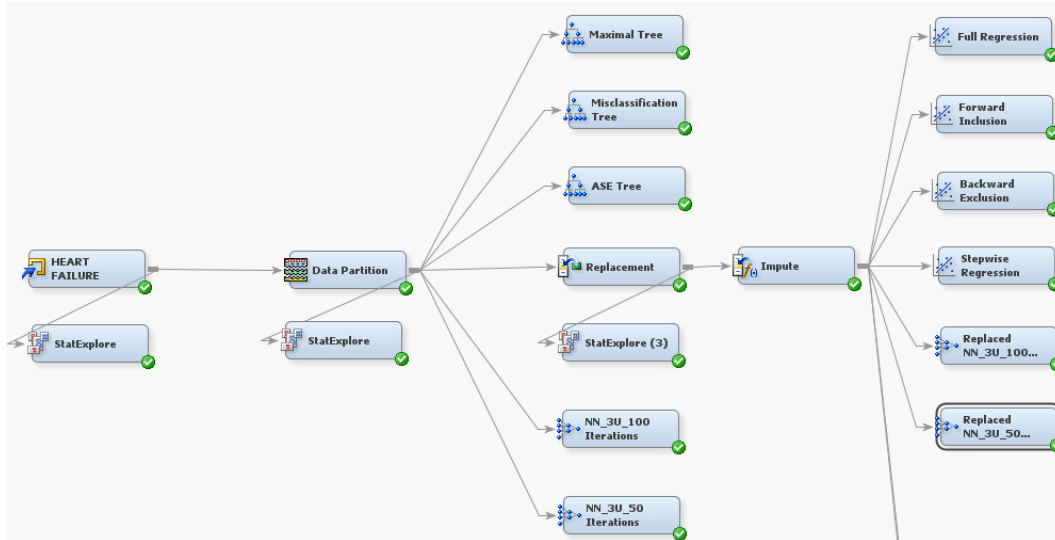 Maximal Tree
Misclassification
Tree
ASE Tree
HEART
FAILURE
StatExplore
Data Partition
StatExplore
Replacement
StatExplore (3)
NN_3U_100
Iterations
NN_3U_50
Iterations
Impute
Full Regression
Forward
Inclusion
Backward
Exclusion
Stepwise
Regression
Replaced
NN_3U_100...
Replaced
NN_3U_50...